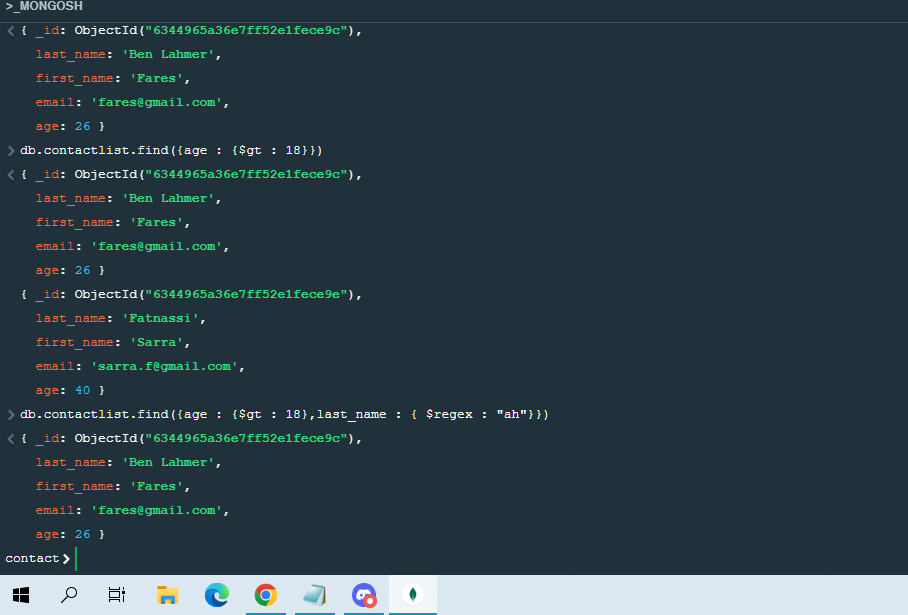 >_MONGOSH
< { _id: ObjectId("6344965a36e7ff52e1fece9c"),
last_name: 'Ben Lahmer',
first_name: 'Fares',
email: 'fares@gmail.com',
age: 26 }
> db.contactlist.find({age : {$gt : 18}})
< { _id: ObjectId("6344965a36e7ff52e1fece9c"),
last_name: 'Ben Lahmer',
first_name: 'Fares',
email: 'fares@gmail.com',
age: 26 }
{ _id: ObjectId("6344965a36e7ff52e1fece9e"),
last_name: 'Fatnassi',
first_name: 'Sarra',
email: 'sarra.f@gmail.com',
age: 40 }
> db.contactlist.find({age : {$gt : 18},last_name : { $regex : "ah"}})
< { _id: ObjectId("6344965a36e7ff52e1fece9c"),
last_name: 'Ben Lahmer',
first_name: 'Fares',
email: 'fares@gmail.com',
age: 26 }
contact>